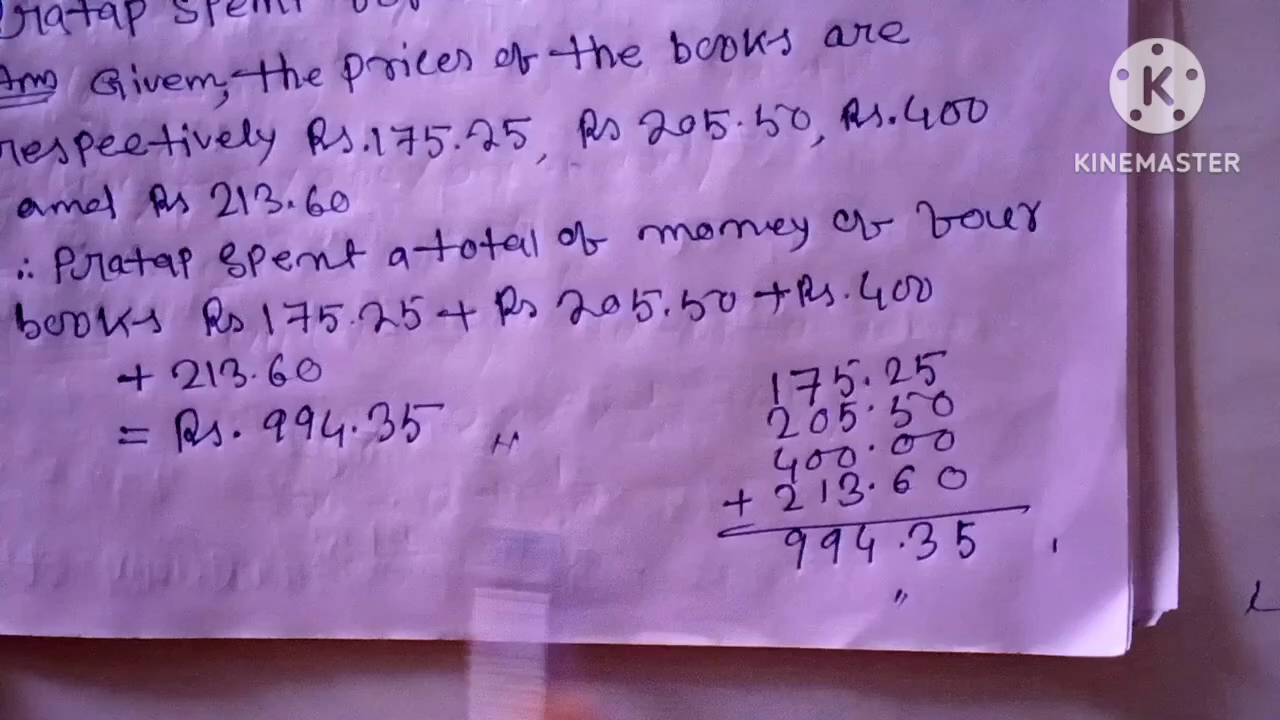 Pratap spent
Ans Given, the prices of the books are
respectively Rs.175.25, Rs 205.50, Rs.400
and Rs 213.60
∴ Pratap spent a total of money of four
books Rs 175.25 + Rs 205.50 + Rs.400
+ 213.60
= Rs. 994.35
175.25
205.50
400.00
+ 213.60
994.35
K
KINEMASTER